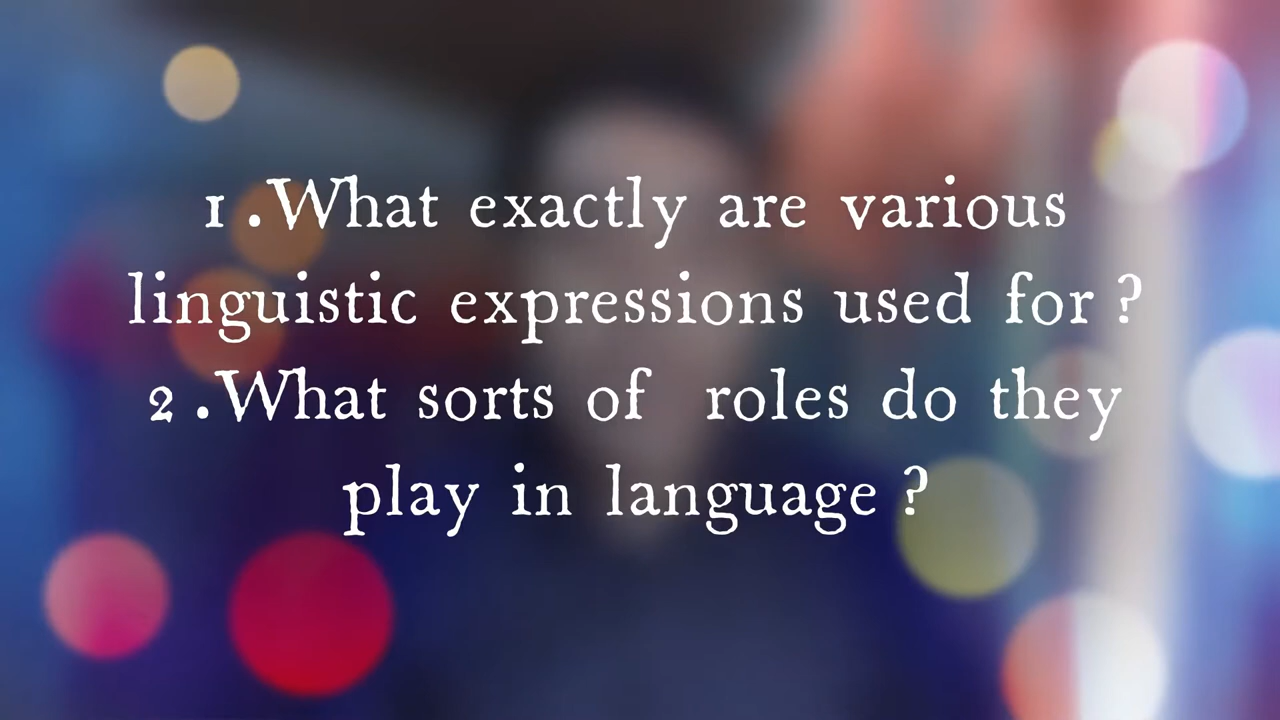 1.What exactly are various
linguistic expressions used for ?
2.What sorts of roles do they
play in language ?